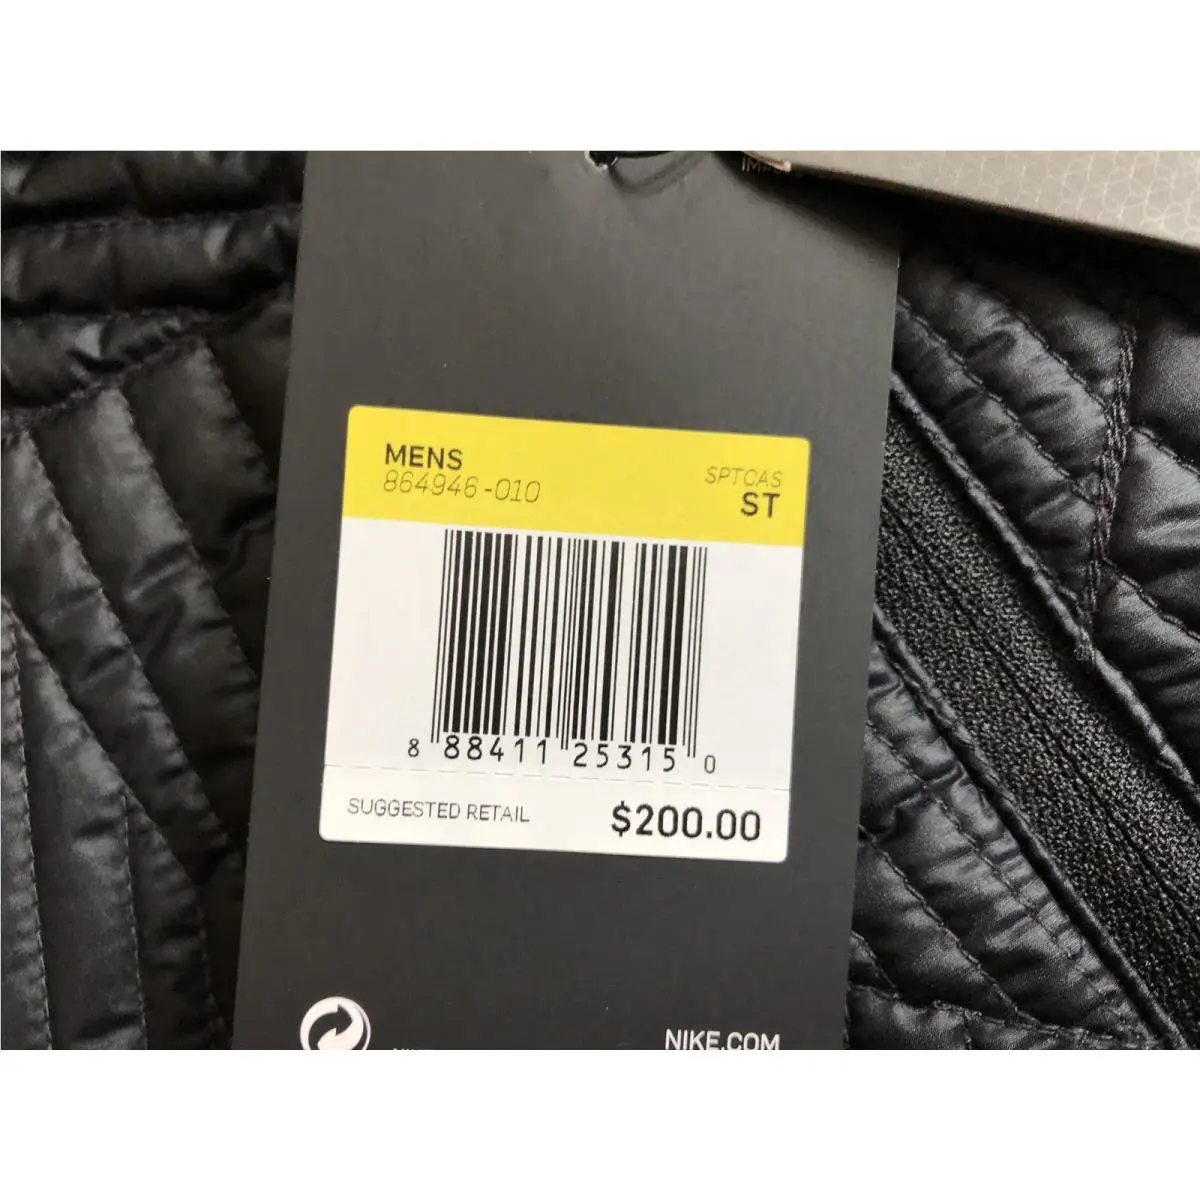 MENS
864946-010
SPTCAS
ST
8 88411 25315 0
SUGGESTED RETAIL
$200.00
NIKE.COM